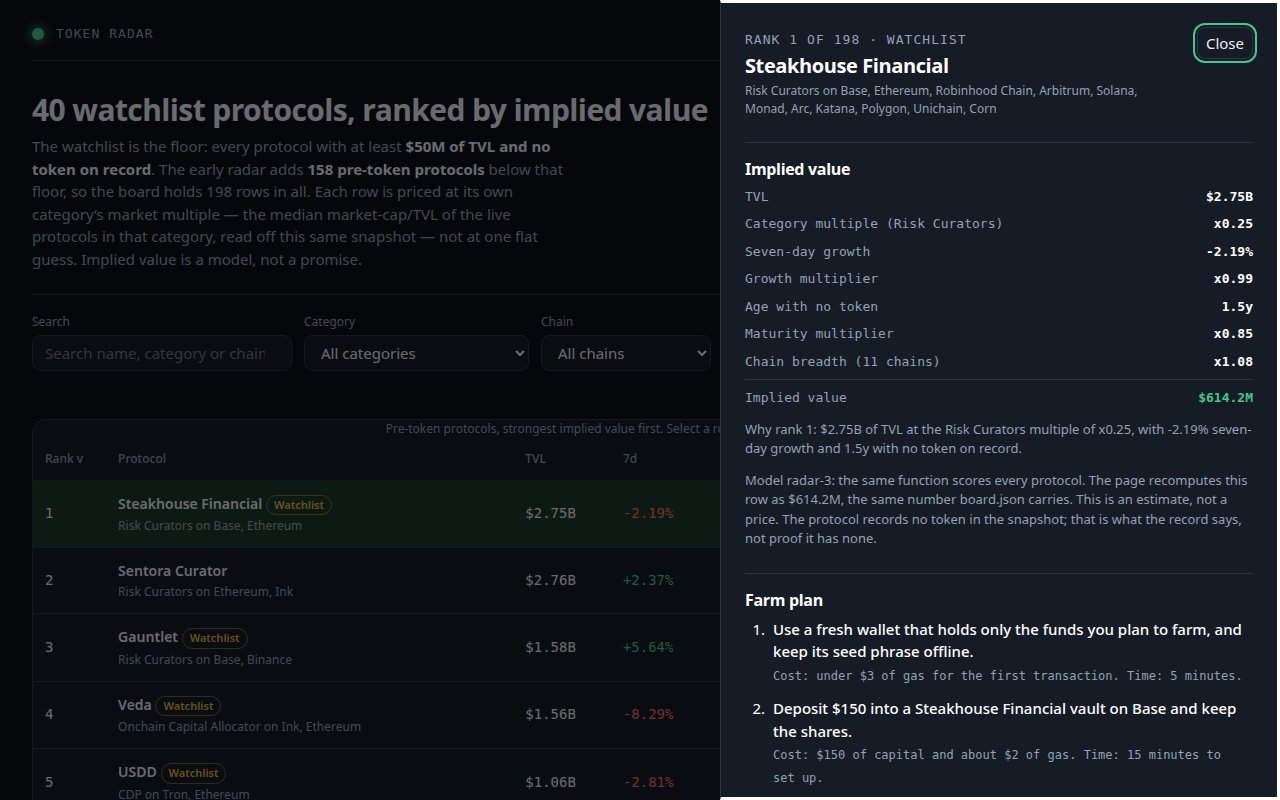 TOKEN RADAR
40 watchlist protocols, ranked by implied value
The watchlist is the floor: every protocol with at least $50M of TVL and no
token on record. The early radar adds 158 pre-token protocols below that
floor, so the board holds 198 rows in all. Each row is priced at its own
category's market multiple — the median market-cap/TVL of the live
protocols in that category, read off this same snapshot — not at one flat
guess. Implied value is a model, not a promise.
Search
Category
Chain
Search name, category or chain
All categories
All chains
Pre-token protocols, strongest implied value first. Select a
Rank v
Protocol
TVL
7d
1
Steakhouse Financial Watchlist
Risk Curators on Base, Ethereum
$2.75B
-2.19%
2
Sentora Curator
Risk Curators on Ethereum, Ink
$2.76B
+2.37%
3
Gauntlet Watchlist
Risk Curators on Base, Binance
$1.58B
+5.64%
4
Veda Watchlist
Onchain Capital Allocator on Ink, Ethereum
$1.56B
-8.29%
5
USDD Watchlist
CDP on Tron, Ethereum
$1.06B
-2.81%
RANK 1 OF 198 · WATCHLIST
Close
Steakhouse Financial
Risk Curators on Base, Ethereum, Robinhood Chain, Arbitrum, Solana,
Monad, Arc, Katana, Polygon, Unichain, Corn
Implied value
TVL $2.75B
Category multiple (Risk Curators) x0.25
Seven-day growth -2.19%
Growth multiplier x0.99
Age with no token 1.5y
Maturity multiplier x0.85
Chain breadth (11 chains) x1.08
Implied value $614.2M
Why rank 1: $2.75B of TVL at the Risk Curators multiple of x0.25, with -2.19% seven-
day growth and 1.5y with no token on record.
Model radar-3: the same function scores every protocol. The page recomputes this
row as $614.2M, the same number board.json carries. This is an estimate, not a
price. The protocol records no token in the snapshot; that is what the record says,
not proof it has none.
Farm plan
1. Use a fresh wallet that holds only the funds you plan to farm, and
keep its seed phrase offline.
Cost: under $3 of gas for the first transaction. Time: 5 minutes.
2. Deposit $150 into a Steakhouse Financial vault on Base and keep
the shares.
Cost: $150 of capital and about $2 of gas. Time: 15 minutes to
set up.